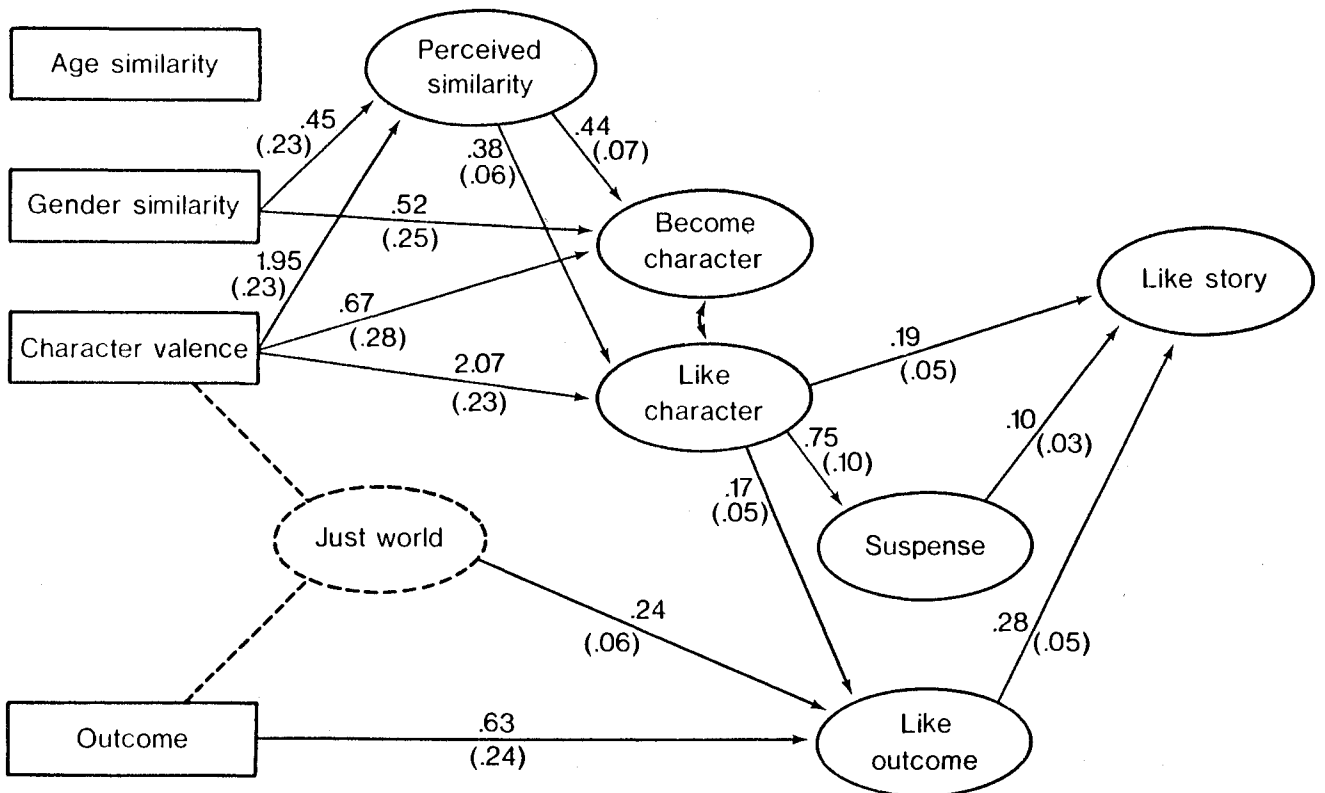 Age similarity
Perceived
similarity
.45
(.23)
.38
(.06)
.44
(.07)
Gender similarity
.52
(.25)
Become
character
1.95
(.23)
.67
(.28)
Like story
Character valence
2.07
(.23)
Like
character
.19
(.05)
.75
(.10)
.10
(.03)
.17
(.05)
Just world
Suspense
.24
(.06)
.28
(.05)
Outcome
.63
(.24)
Like
outcome